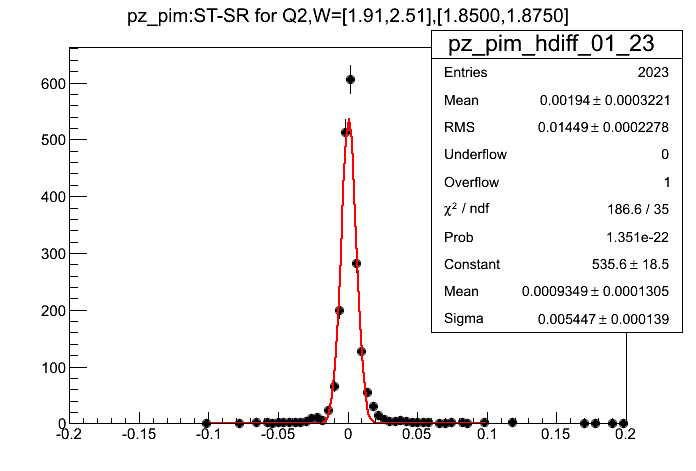 pz_pim:ST-SR for Q2,W=[1.91,2.51],[1.8500,1.8750]
pz_pim_hdiff_01_23
Entries 2023
Mean 0.00194 ± 0.0003221
RMS 0.01449 ± 0.0002278
Underflow 0
Overflow 1
χ² / ndf 186.6 / 35
Prob 1.351e-22
Constant 535.6 ± 18.5
Mean 0.0009349 ± 0.0001305
Sigma 0.005447 ± 0.000139
600
500
400
300
200
100
0
-0.2 -0.15 -0.1 -0.05 0 0.05 0.1 0.15 0.2